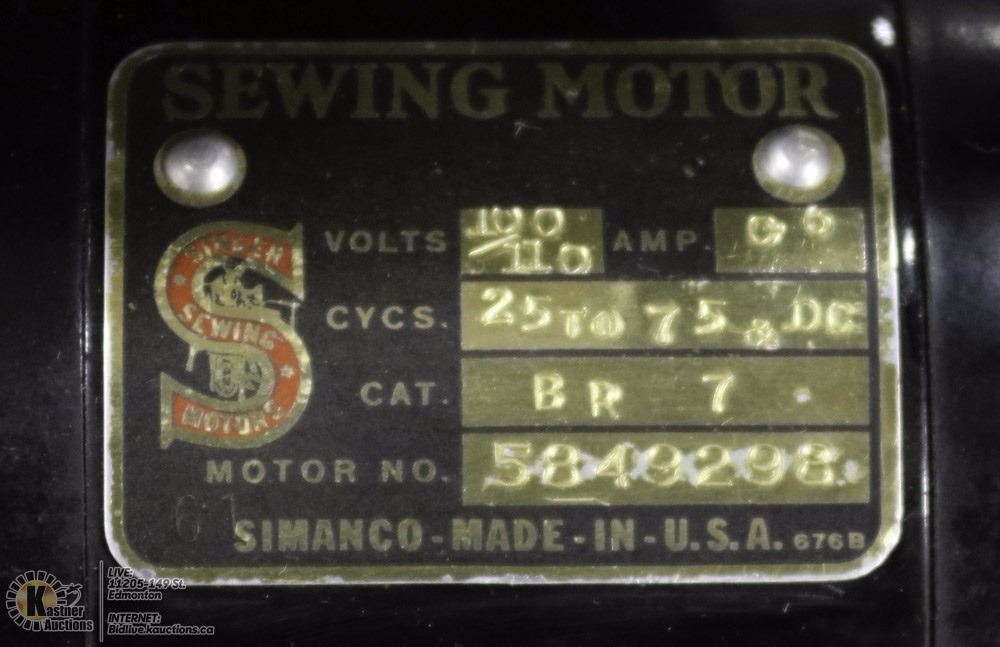 SEWING MOTOR
VOLTS 100/110 AMP.
CYCS. 25 TO 75 & DC
CAT. BR 7
SINGER
SEWING
MOTORS
MOTOR NO. 5849298.
61
SIMANCO-MADE-IN-U.S.A. 676B
Kastner
Auctions
LIVE:
11205-149 St.
Edmonton
INTERNET:
Bidlive.kauctions.ca